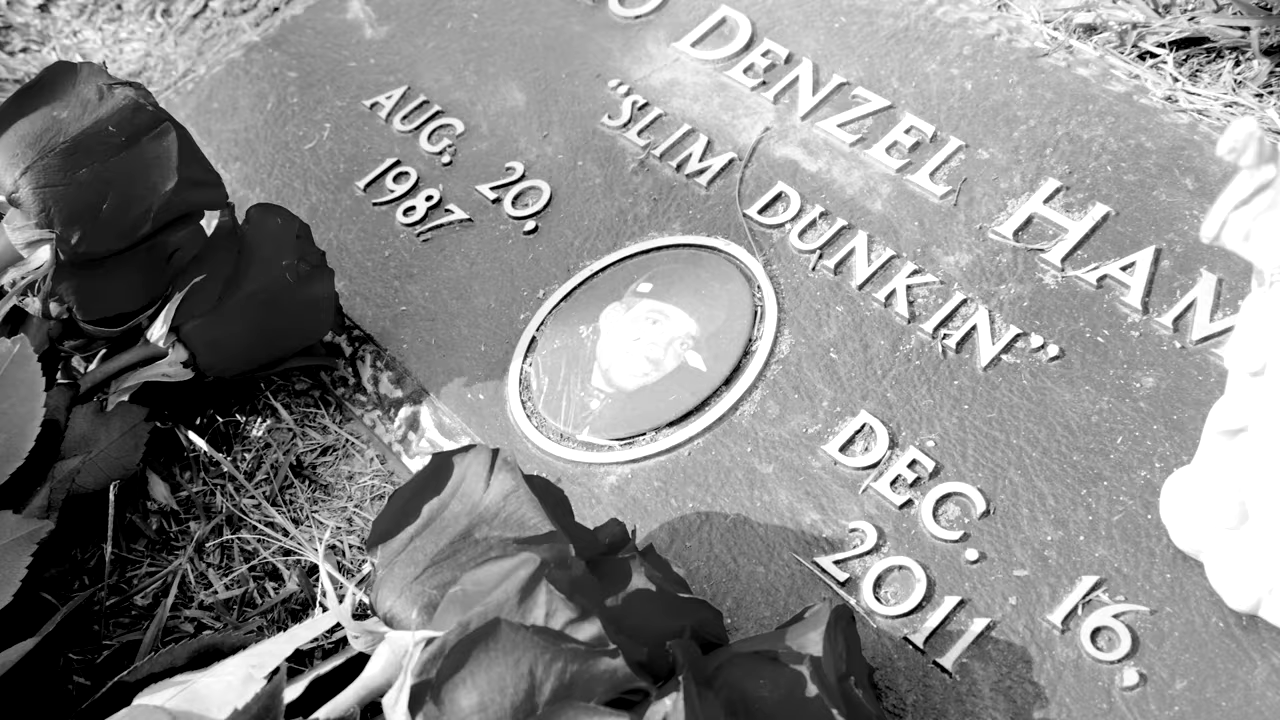 DENZEL HAM
"SLIM DUNKIN"
AUG. 20,
1987
DEC. 16,
2011